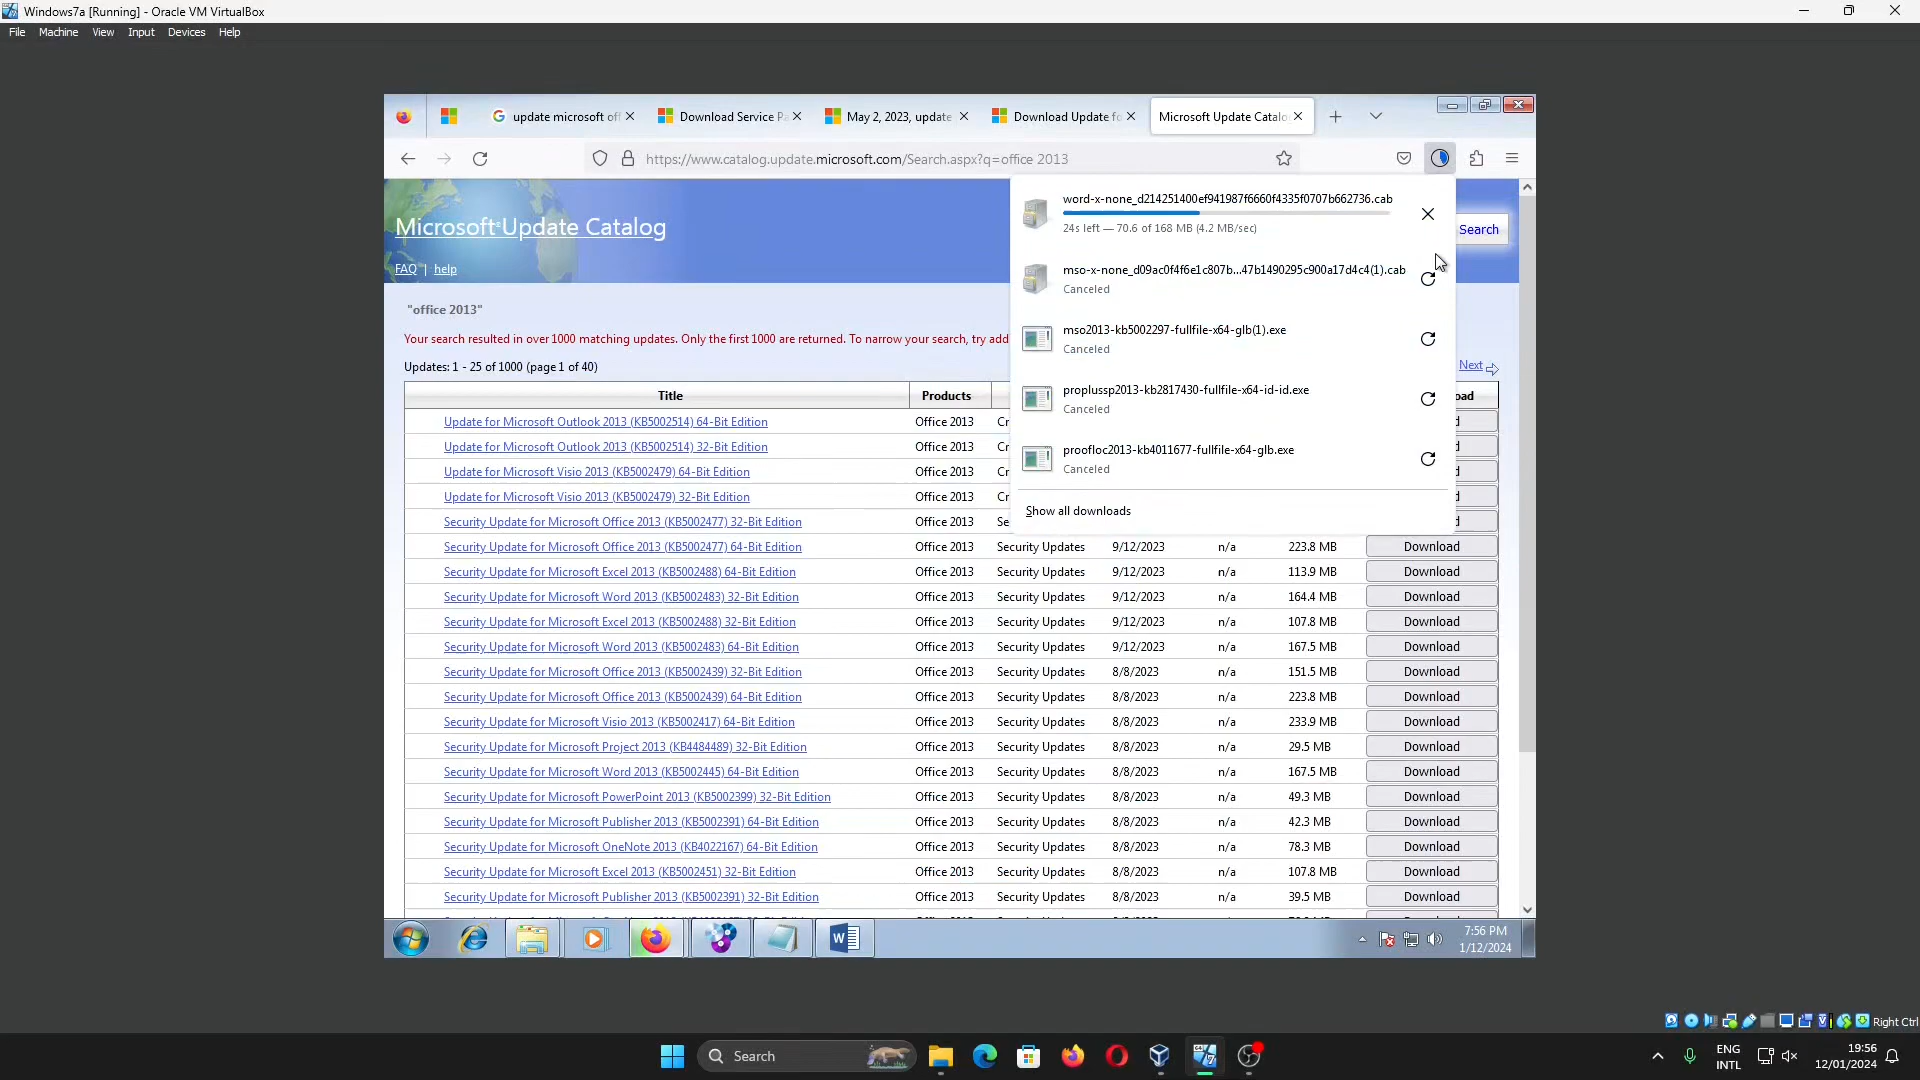 Windows7a [Running] - Oracle VM VirtualBox
File Machine View Input Devices Help
update microsoft of
Download Service Pa
May 2, 2023, update
Download Update fo
Microsoft Update Catalo
https://www.catalog.update.microsoft.com/Search.aspx?q=office 2013
Microsoft Update Catalog
FAQ | help
Search
word-x-none_d214251400ef941987f6660f4335f0707b662736.cab
24s left — 70.6 of 168 MB (4.2 MB/sec)
mso-x-none_d09ac0f4f6e1c807b...47b1490295c900a17d4c4(1).cab
Canceled
mso2013-kb5002297-fullfile-x64-glb(1).exe
Canceled
proplussp2013-kb2817430-fullfile-x64-id-id.exe
Canceled
proofloc2013-kb4011677-fullfile-x64-glb.exe
Canceled
Show all downloads
"office 2013"
Your search resulted in over 1000 matching updates. Only the first 1000 are returned. To narrow your search, try add
Updates: 1 - 25 of 1000 (page 1 of 40)
Next
Title Products oad
Update for Microsoft Outlook 2013 (KB5002514) 64-Bit Edition Office 2013 Cr d
Update for Microsoft Outlook 2013 (KB5002514) 32-Bit Edition Office 2013 Cr d
Update for Microsoft Visio 2013 (KB5002479) 64-Bit Edition Office 2013 Cr d
Update for Microsoft Visio 2013 (KB5002479) 32-Bit Edition Office 2013 Cr d
Security Update for Microsoft Office 2013 (KB5002477) 32-Bit Edition Office 2013 Se d
Security Update for Microsoft Office 2013 (KB5002477) 64-Bit Edition Office 2013 Security Updates 9/12/2023 n/a 223.8 MB Download
Security Update for Microsoft Excel 2013 (KB5002488) 64-Bit Edition Office 2013 Security Updates 9/12/2023 n/a 113.9 MB Download
Security Update for Microsoft Word 2013 (KB5002483) 32-Bit Edition Office 2013 Security Updates 9/12/2023 n/a 164.4 MB Download
Security Update for Microsoft Excel 2013 (KB5002488) 32-Bit Edition Office 2013 Security Updates 9/12/2023 n/a 107.8 MB Download
Security Update for Microsoft Word 2013 (KB5002483) 64-Bit Edition Office 2013 Security Updates 9/12/2023 n/a 167.5 MB Download
Security Update for Microsoft Office 2013 (KB5002439) 32-Bit Edition Office 2013 Security Updates 8/8/2023 n/a 151.5 MB Download
Security Update for Microsoft Office 2013 (KB5002439) 64-Bit Edition Office 2013 Security Updates 8/8/2023 n/a 223.8 MB Download
Security Update for Microsoft Visio 2013 (KB5002417) 64-Bit Edition Office 2013 Security Updates 8/8/2023 n/a 233.9 MB Download
Security Update for Microsoft Project 2013 (KB4484489) 32-Bit Edition Office 2013 Security Updates 8/8/2023 n/a 29.5 MB Download
Security Update for Microsoft Word 2013 (KB5002445) 64-Bit Edition Office 2013 Security Updates 8/8/2023 n/a 167.5 MB Download
Security Update for Microsoft PowerPoint 2013 (KB5002399) 32-Bit Edition Office 2013 Security Updates 8/8/2023 n/a 49.3 MB Download
Security Update for Microsoft Publisher 2013 (KB5002391) 64-Bit Edition Office 2013 Security Updates 8/8/2023 n/a 42.3 MB Download
Security Update for Microsoft OneNote 2013 (KB4022167) 64-Bit Edition Office 2013 Security Updates 8/8/2023 n/a 78.3 MB Download
Security Update for Microsoft Excel 2013 (KB5002451) 32-Bit Edition Office 2013 Security Updates 8/8/2023 n/a 107.8 MB Download
Security Update for Microsoft Publisher 2013 (KB5002391) 32-Bit Edition Office 2013 Security Updates 8/8/2023 n/a 39.5 MB Download
7:56 PM
1/12/2024
Right Ctrl
Search
ENG
INTL
19:56
12/01/2024